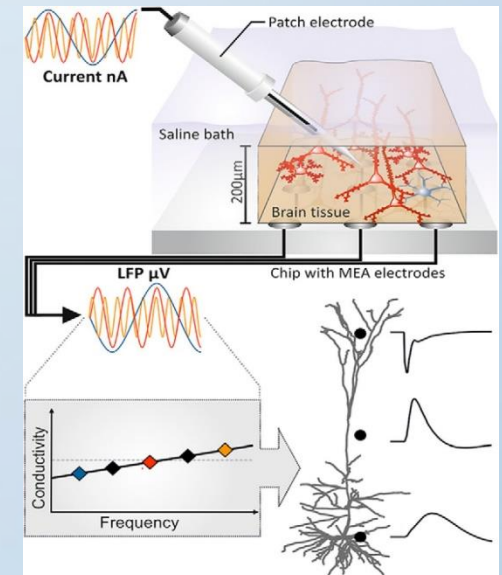 Patch electrode
Current nA
Saline bath
200μm
Brain tissue
LFP μV
Chip with MEA electrodes
Conductivity
Frequency